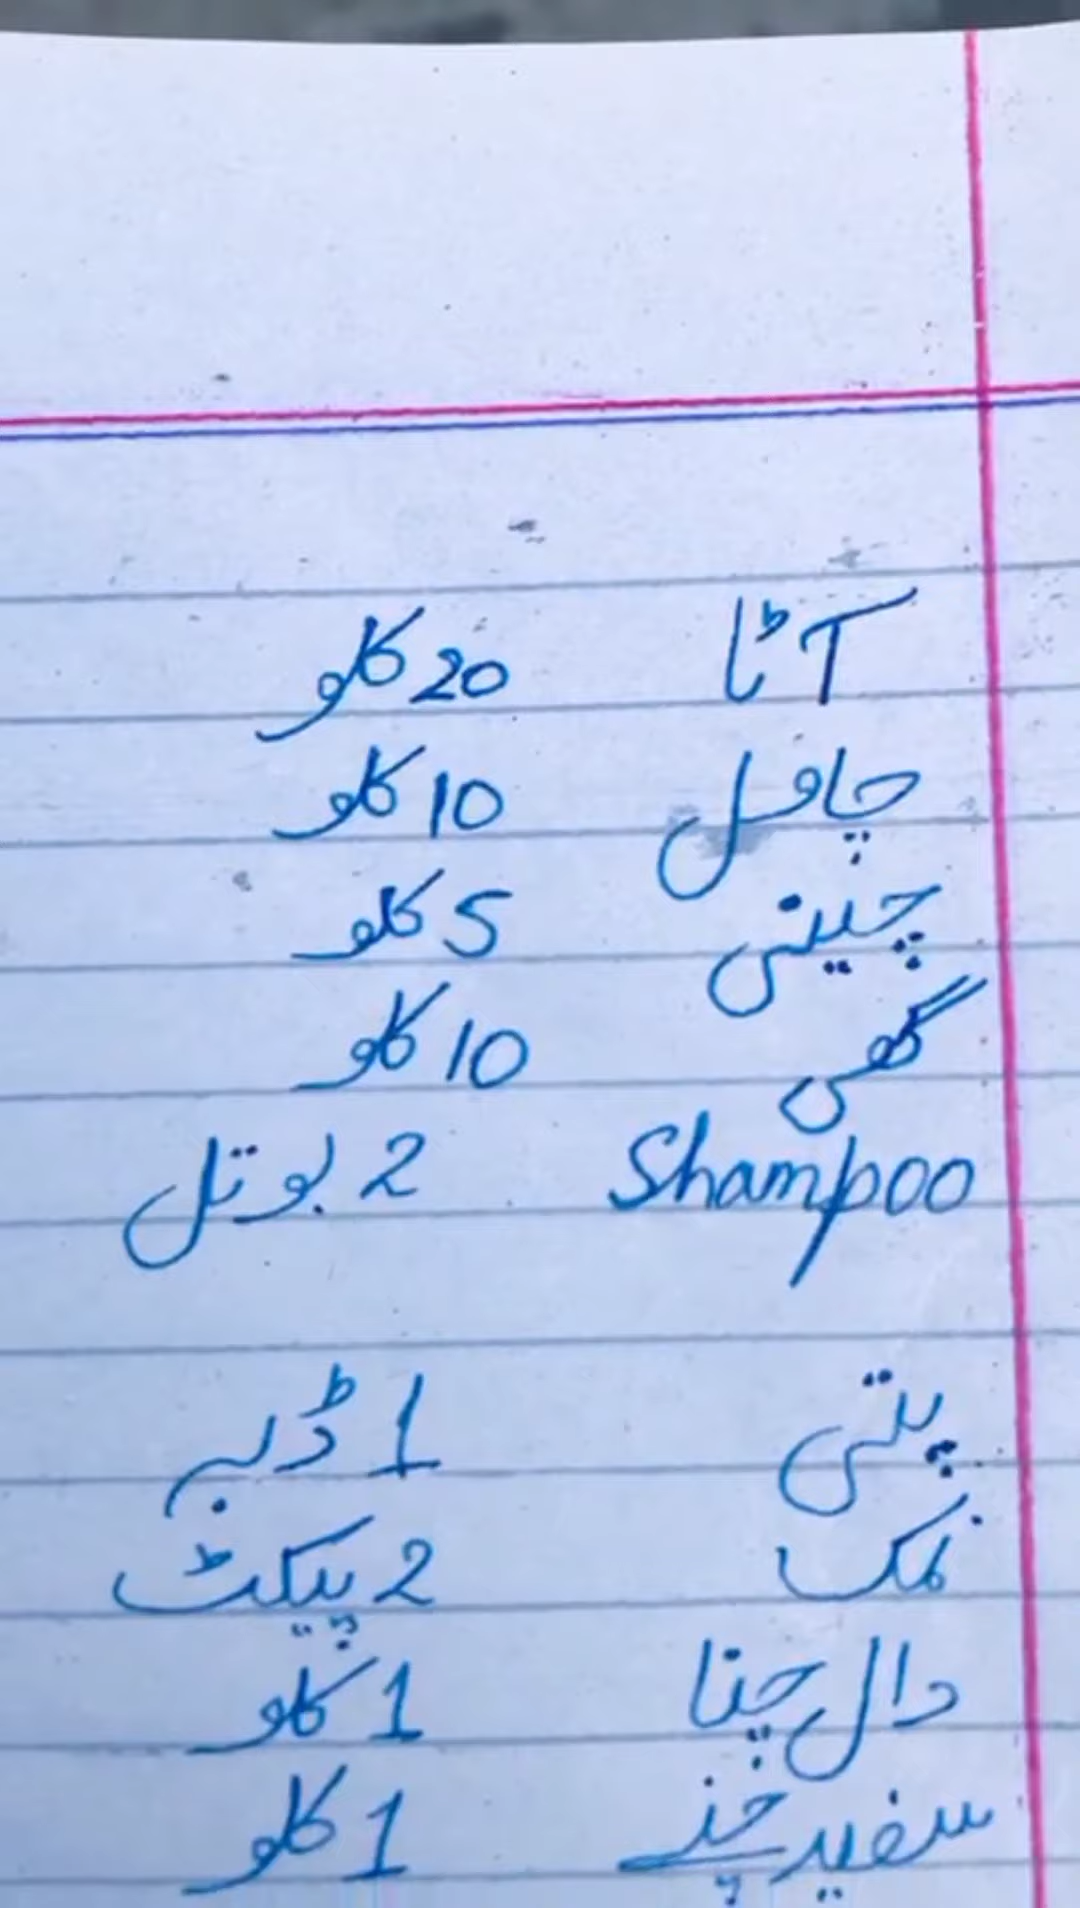 آٹا 20 کلو
چاول 10 کلو
چینی 5 کلو
گھی 10 کلو
Shampoo 2 بوتل
پتی 1 ڈبہ
نمک 2 پیکٹ
دال چنا 1 کلو
سفید چنے 1 کلو